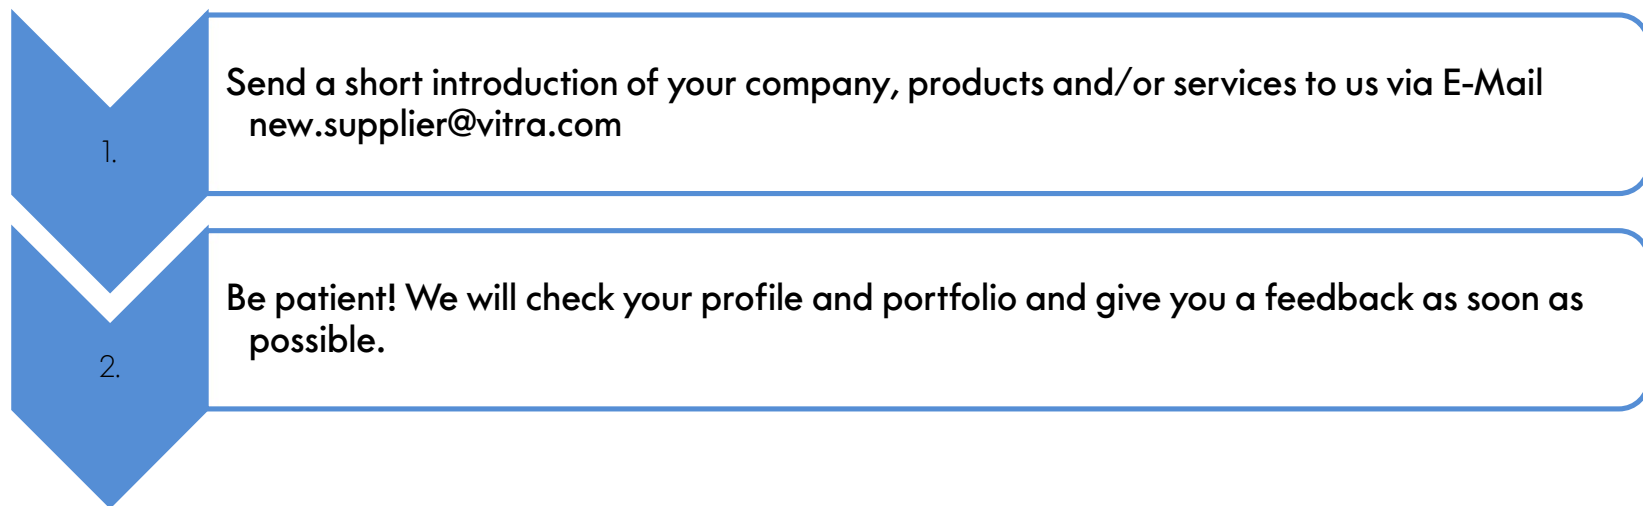 1.
Send a short introduction of your company, products and/or services to us via E-Mail
new.supplier@vitra.com
2.
Be patient! We will check your profile and portfolio and give you a feedback as soon as
possible.